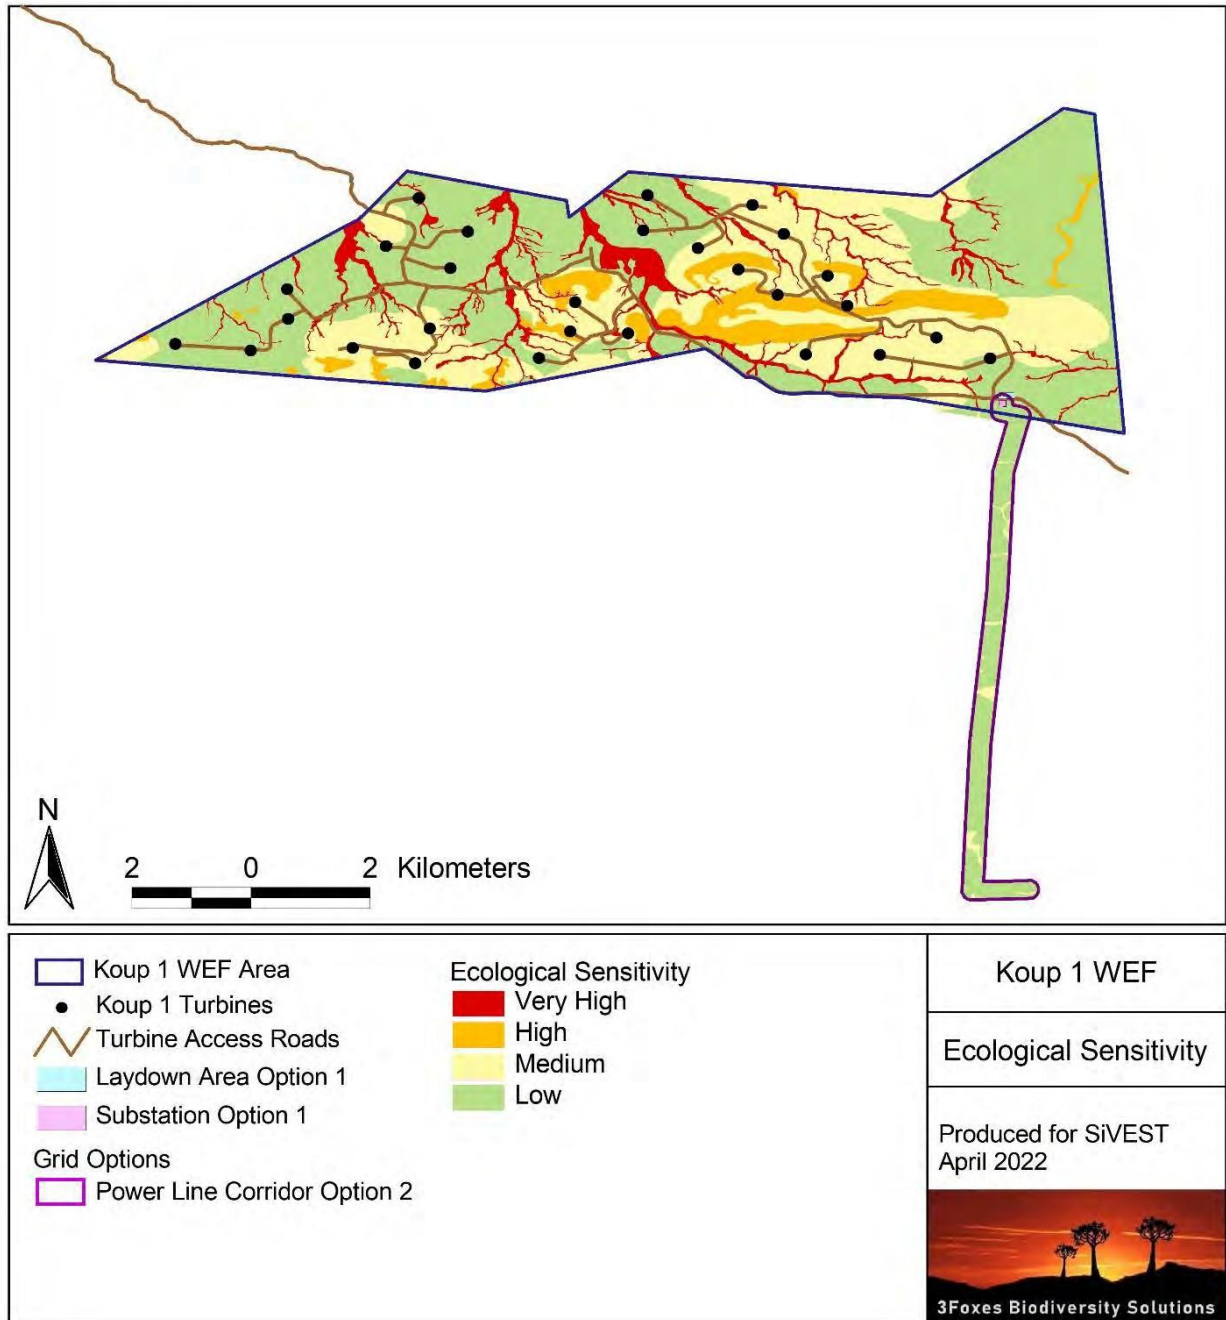 N
2 0 2 Kilometers
Koup 1 WEF Area
Koup 1 Turbines
Turbine Access Roads
Laydown Area Option 1
Substation Option 1
Grid Options
Power Line Corridor Option 2
Ecological Sensitivity
Very High
High
Medium
Low
Koup 1 WEF
Ecological Sensitivity
Produced for SiVEST
April 2022
3Foxes Biodiversity Solutions